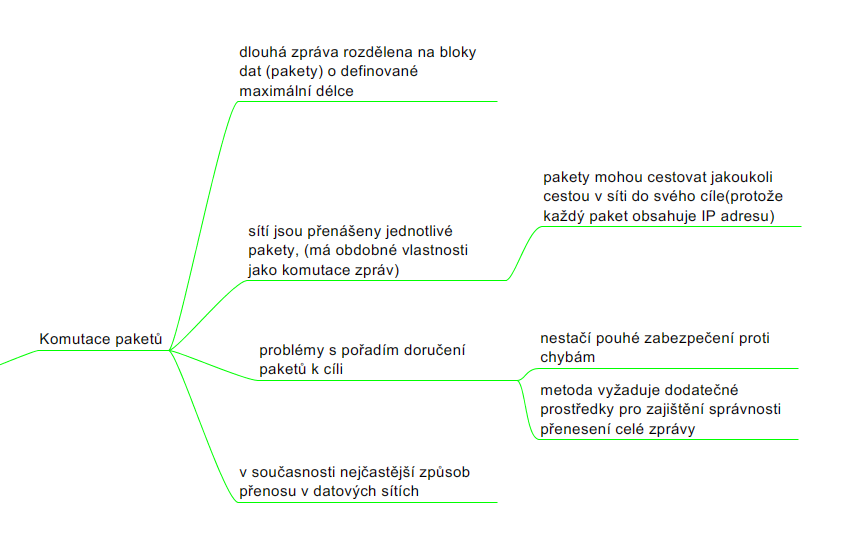 dlouhá zpráva rozdělena na bloky
dat (pakety) o definované
maximální délce
pakety mohou cestovat jakoukoli
cestou v síti do svého cíle(protože
každý paket obsahuje IP adresu)
sítí jsou přenášeny jednotlivé
pakety, (má obdobné vlastnosti
jako komutace zpráv)
Komutace paketů
problémy s pořadím doručení
paketů k cíli
nestačí pouhé zabezpečení proti
chybám
metoda vyžaduje dodatečné
prostředky pro zajištění správnosti
přenesení celé zprávy
v současnosti nejčastější způsob
přenosu v datových sítích